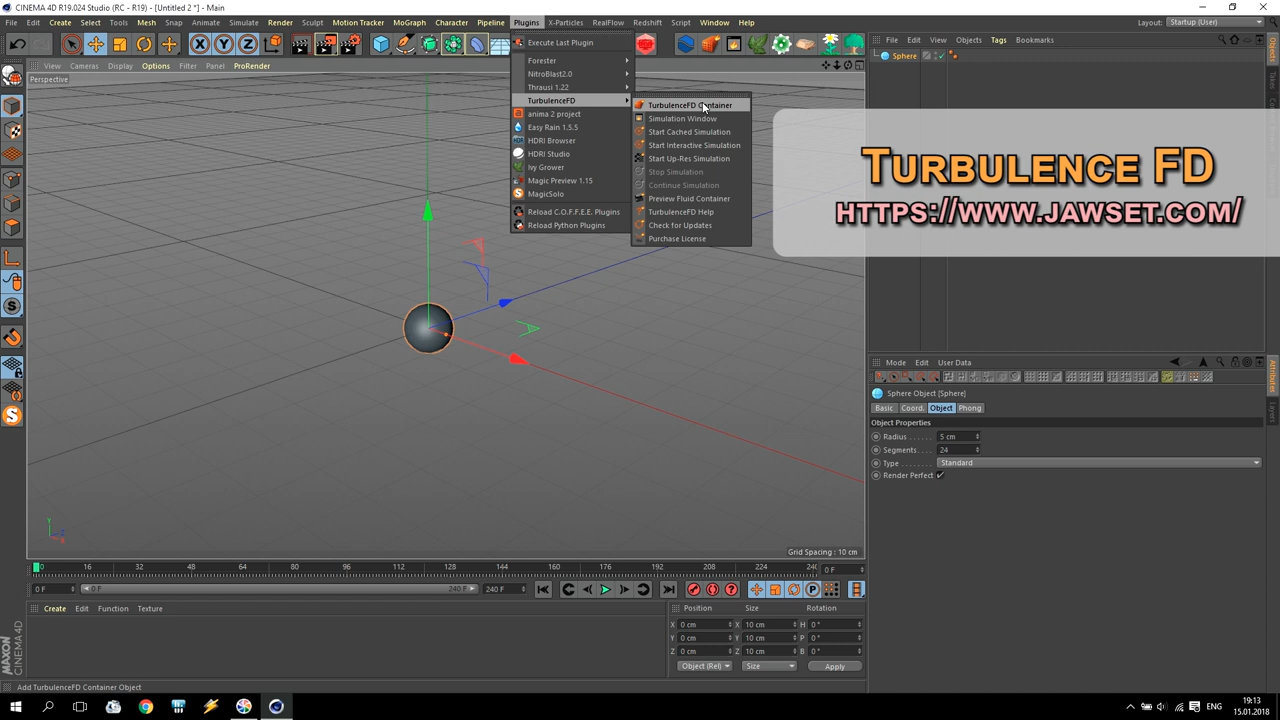 CINEMA 4D R19.024 Studio (RC - R19) - [Untitled 2 *] - Main
File Edit Create Select Tools Mesh Snap Animate Simulate Render Sculpt Motion Tracker MoGraph Character Pipeline Plugins X-Particles RealFlow Redshift Script Window Help
Layout: Startup (User)
Execute Last Plugin
Forester
NitroBlast2.0
Thrausi 1.22
TurbulenceFD
anima 2 project
Easy Rain 1.5.5
HDRI Browser
HDRI Studio
Ivy Grower
Magic Preview 1.15
MagicSolo
Reload C.O.F.F.E.E. Plugins
Reload Python Plugins
TurbulenceFD Container
Simulation Window
Start Cached Simulation
Start Interactive Simulation
Start Up-Res Simulation
Stop Simulation
Continue Simulation
Preview Fluid Container
TurbulenceFD Help
Check for Updates
Purchase License
View Cameras Display Options Filter Panel ProRender
Perspective
File Edit View Objects Tags Bookmarks
Sphere
Turbulence FD
https://www.jawset.com/
Objects
Mode Edit User Data
Attributes
Layers
Sphere Object [Sphere]
Basic Coord. Object Phong
Object Properties
Radius 5 cm
Segments 24
Type Standard
Render Perfect
Grid Spacing : 10 cm
0 16 32 48 64 80 96 112 128 144 160 176 192 208 224 240
0 F
0 F 0 F 240 F 240 F
Create Edit Function Texture
Position Size Rotation
X 0 cm X 10 cm H 0 °
Y 0 cm Y 10 cm P 0 °
Z 0 cm Z 10 cm B 0 °
Object (Rel) Size Apply
MAXON
CINEMA 4D
Add TurbulenceFD Container Object
ENG
19:13
15.01.2018